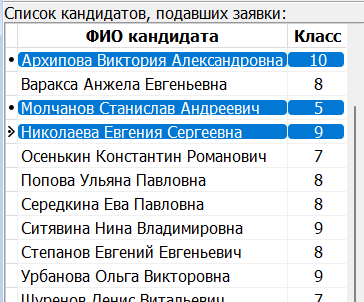 Список кандидатов, подавших заявки:
ФИО кандидата Класс
Архипова Виктория Александровна 10
Варакса Анжела Евгеньевна 8
Молчанов Станислав Андреевич 5
Николаева Евгения Сергеевна 9
Осенькин Константин Романович 7
Попова Ульяна Павловна 8
Середкина Ева Павловна 8
Ситявина Нина Владимировна 9
Степанов Евгений Евгеньевич 8
Урбанова Ольга Викторовна 9
Шуренов Денис Витальевич 7